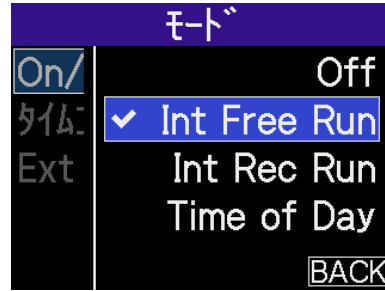 モード
On/
Off
タイムコ
✔ Int Free Run
Ext
Int Rec Run
Time of Day
BACK